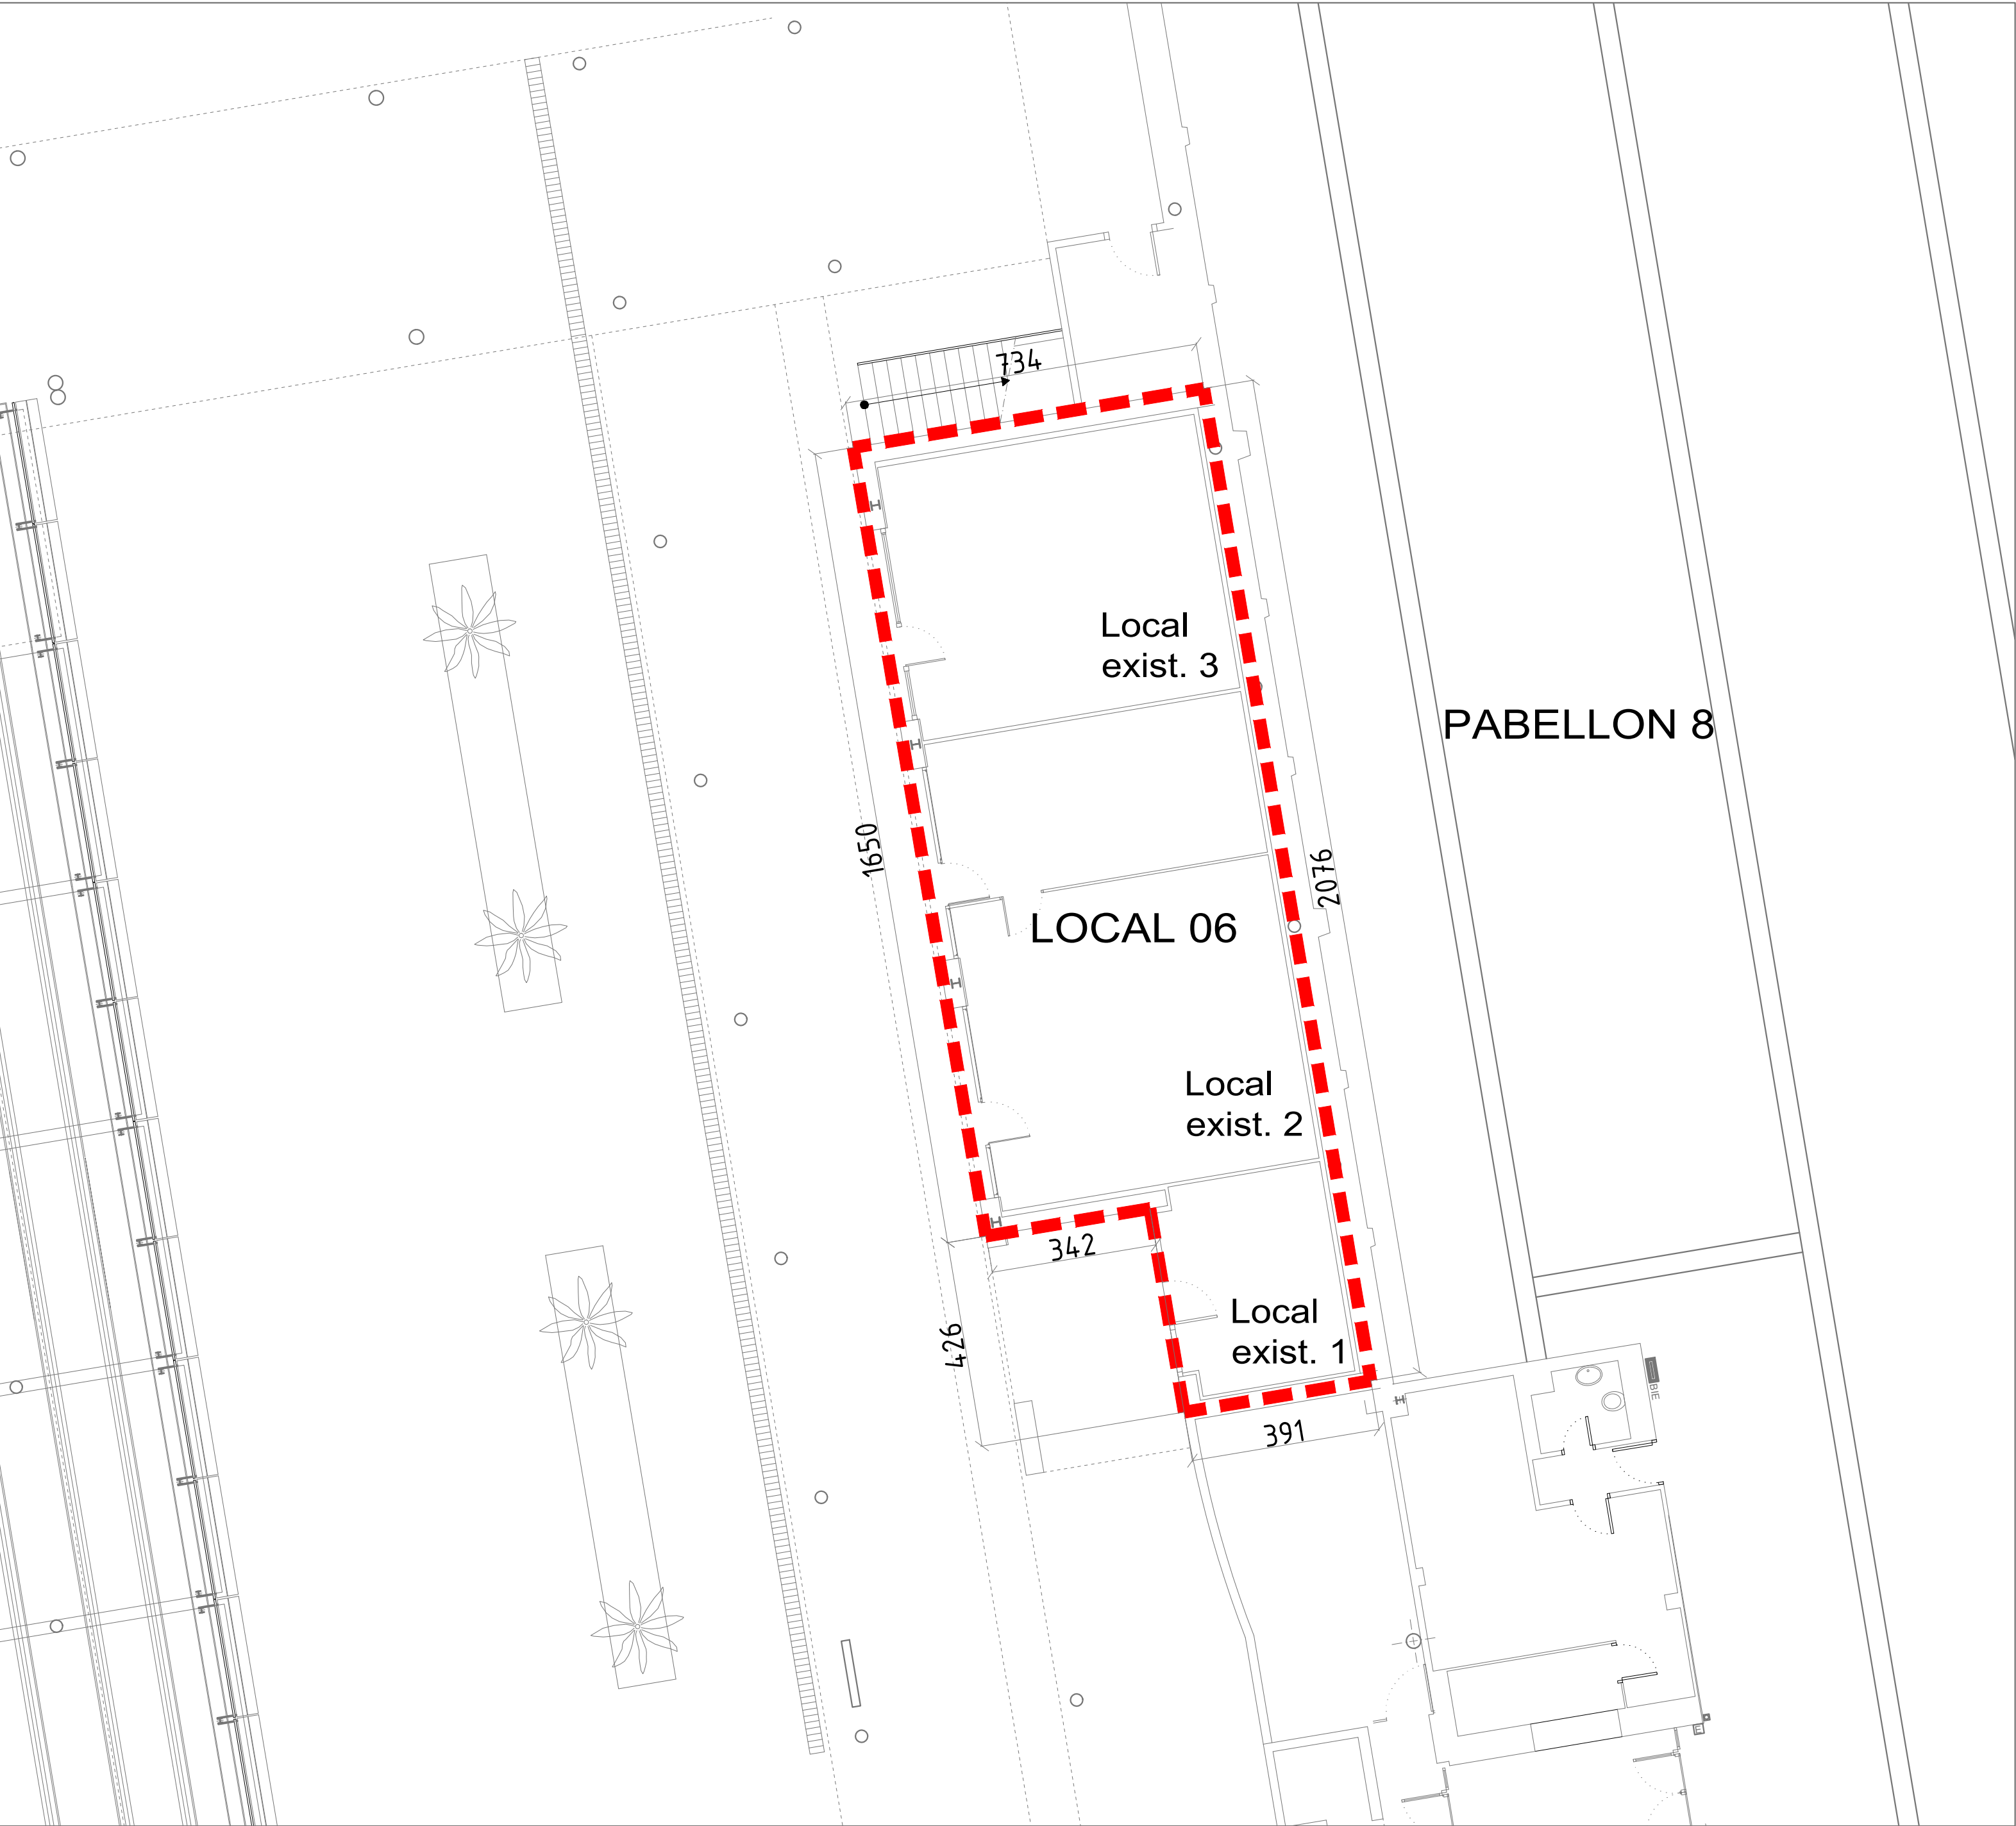 734
Local
exist. 3
PABELLON 8
1650
2076
LOCAL 06
Local
exist. 2
342
Local
exist. 1
426
391
BIE
E